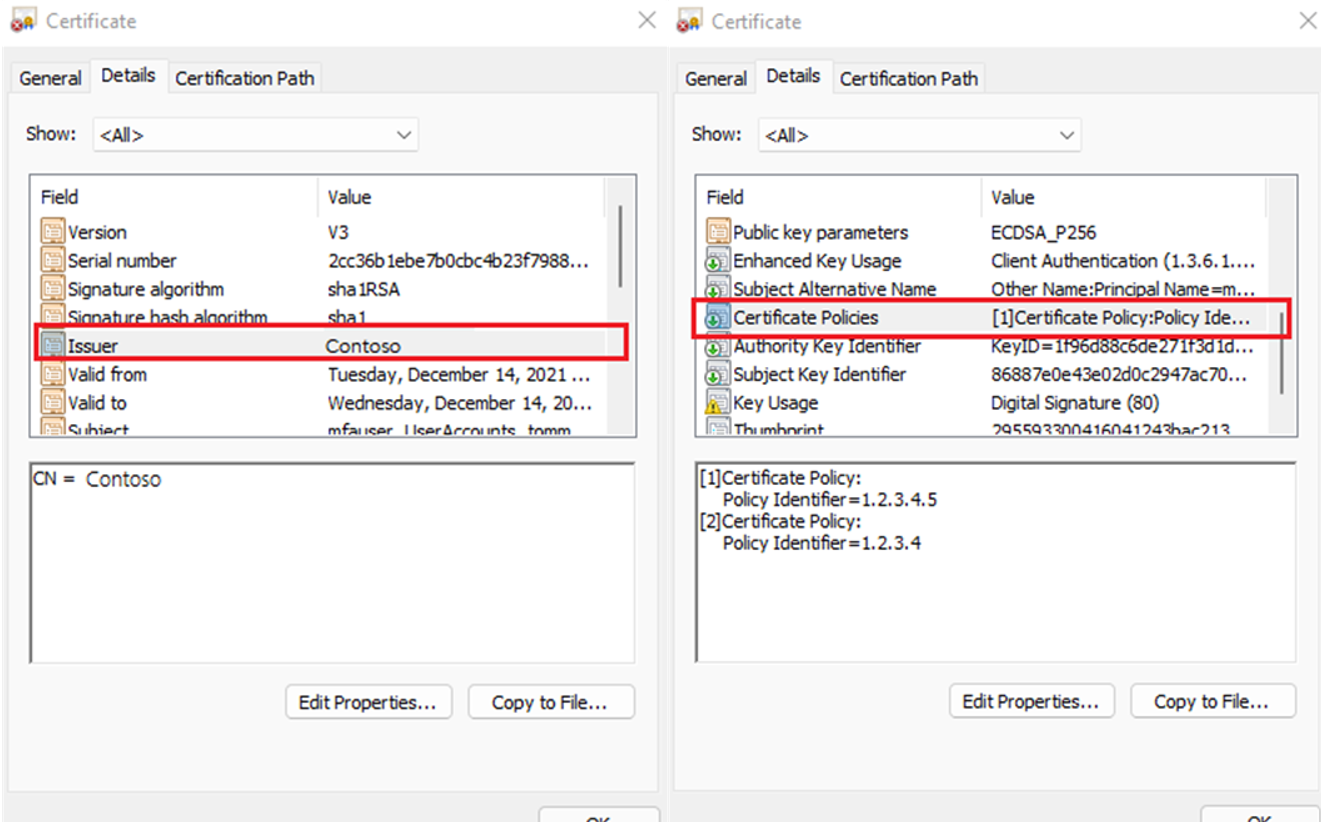 Certificate
General Details Certification Path
Show: <All>
Field Value
Version V3
Serial number 2cc36b1ebe7b0cbc4b23f7988...
Signature algorithm sha1RSA
Signature hash algorithm sha1
Issuer Contoso
Valid from Tuesday, December 14, 2021 ...
Valid to Wednesday, December 14, 20...
Subject mfauser, UserAccounts, tomm
CN = Contoso
Edit Properties... Copy to File...
OK
Certificate
General Details Certification Path
Show: <All>
Field Value
Public key parameters ECDSA_P256
Enhanced Key Usage Client Authentication (1.3.6.1....
Subject Alternative Name Other Name:Principal Name=m...
Certificate Policies [1]Certificate Policy:Policy Ide...
Authority Key Identifier KeyID=1f96d88c6de271f3d1d...
Subject Key Identifier 86887e0e43e02d0c2947ac70...
Key Usage Digital Signature (80)
Thumbprint 295593300416041243bac213
[1]Certificate Policy:
Policy Identifier=1.2.3.4.5
[2]Certificate Policy:
Policy Identifier=1.2.3.4
Edit Properties... Copy to File...
OK